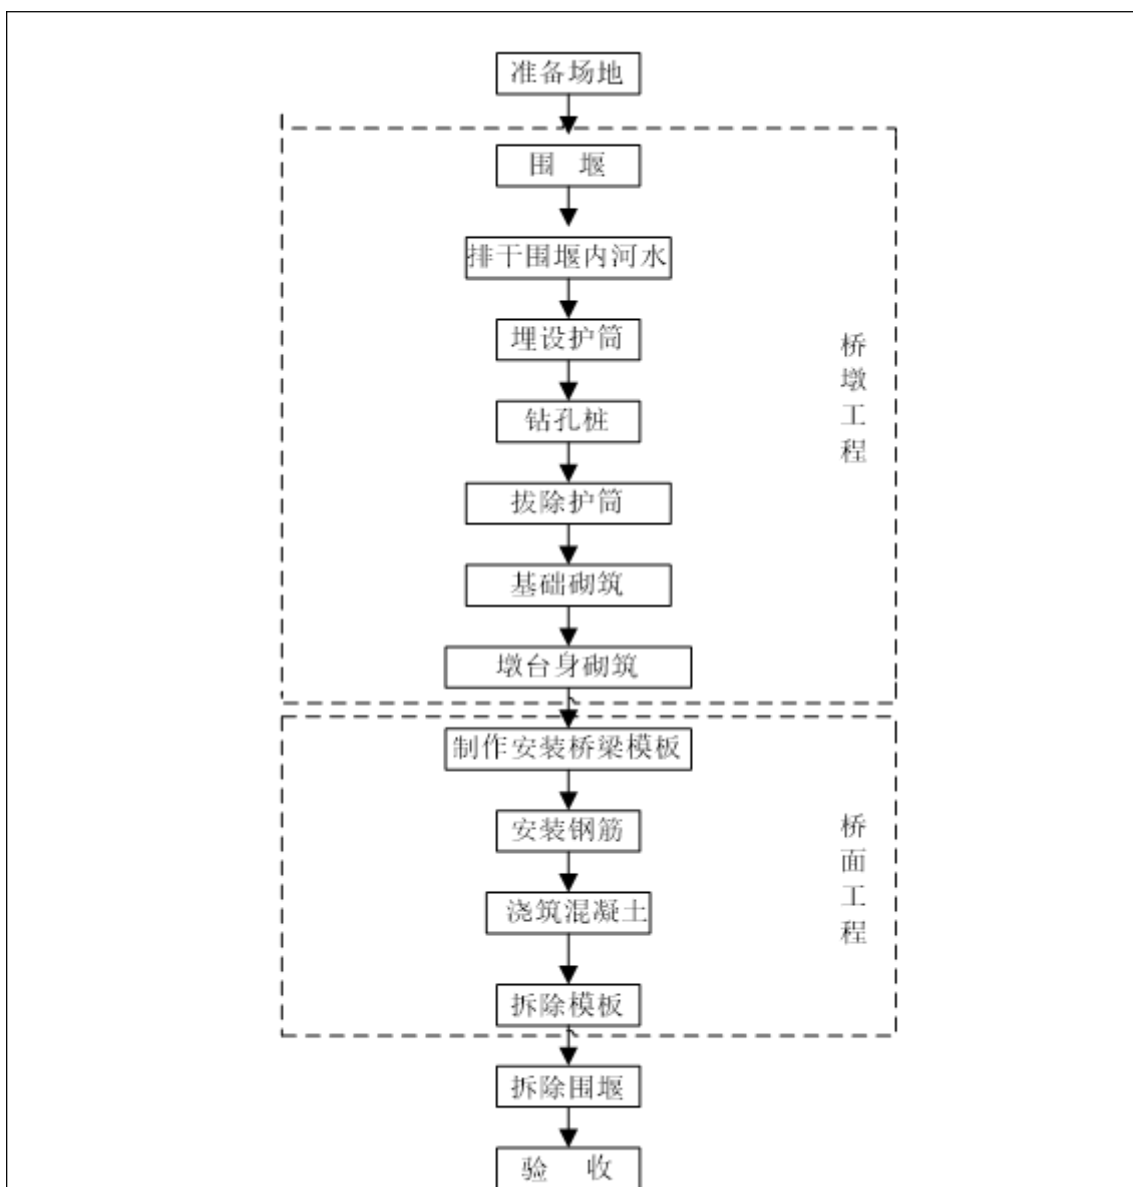 准备场地
围堰
排干围堰内河水
埋设护筒
钻孔桩
拔除护筒
基础砌筑
墩台身砌筑
桥墩工程
制作安装桥梁模板
安装钢筋
浇筑混凝土
拆除模板
桥面工程
拆除围堰
验收